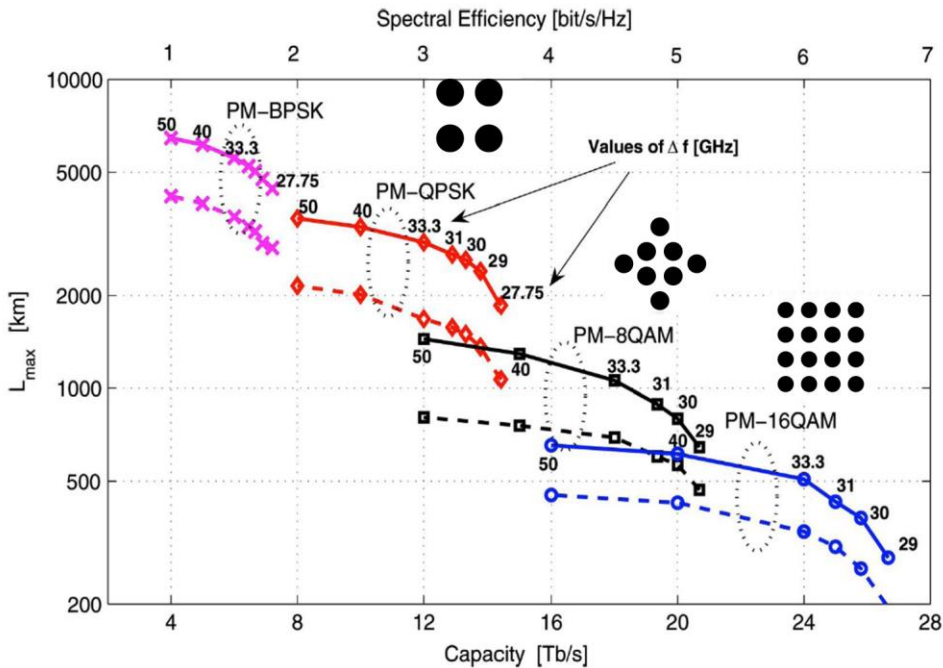 Spectral Efficiency [bit/s/Hz]
1 2 3 4 5 6 7
10000
5000
2000
1000
500
200
L_max [km]
PM-BPSK
50 40 33.3 27.75
Values of Δ f [GHz]
PM-QPSK
50 40 33.3 31 30 29 27.75
PM-8QAM
50 40 33.3 31 30 29
PM-16QAM
50 40 33.3 31 30 29
4 8 12 16 20 24 28
Capacity [Tb/s]